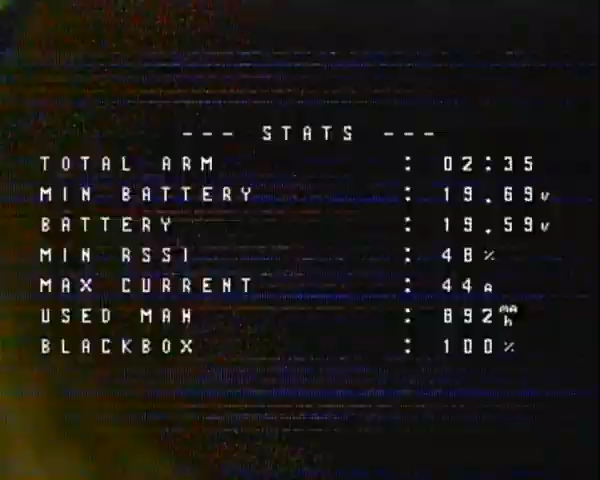 --- STATS ---
TOTAL ARM : 02:35
MIN BATTERY : 19.69V
BATTERY : 19.59V
MIN RSSI : 48%
MAX CURRENT : 44A
USED MAH : 892mAh
BLACKBOX : 100%